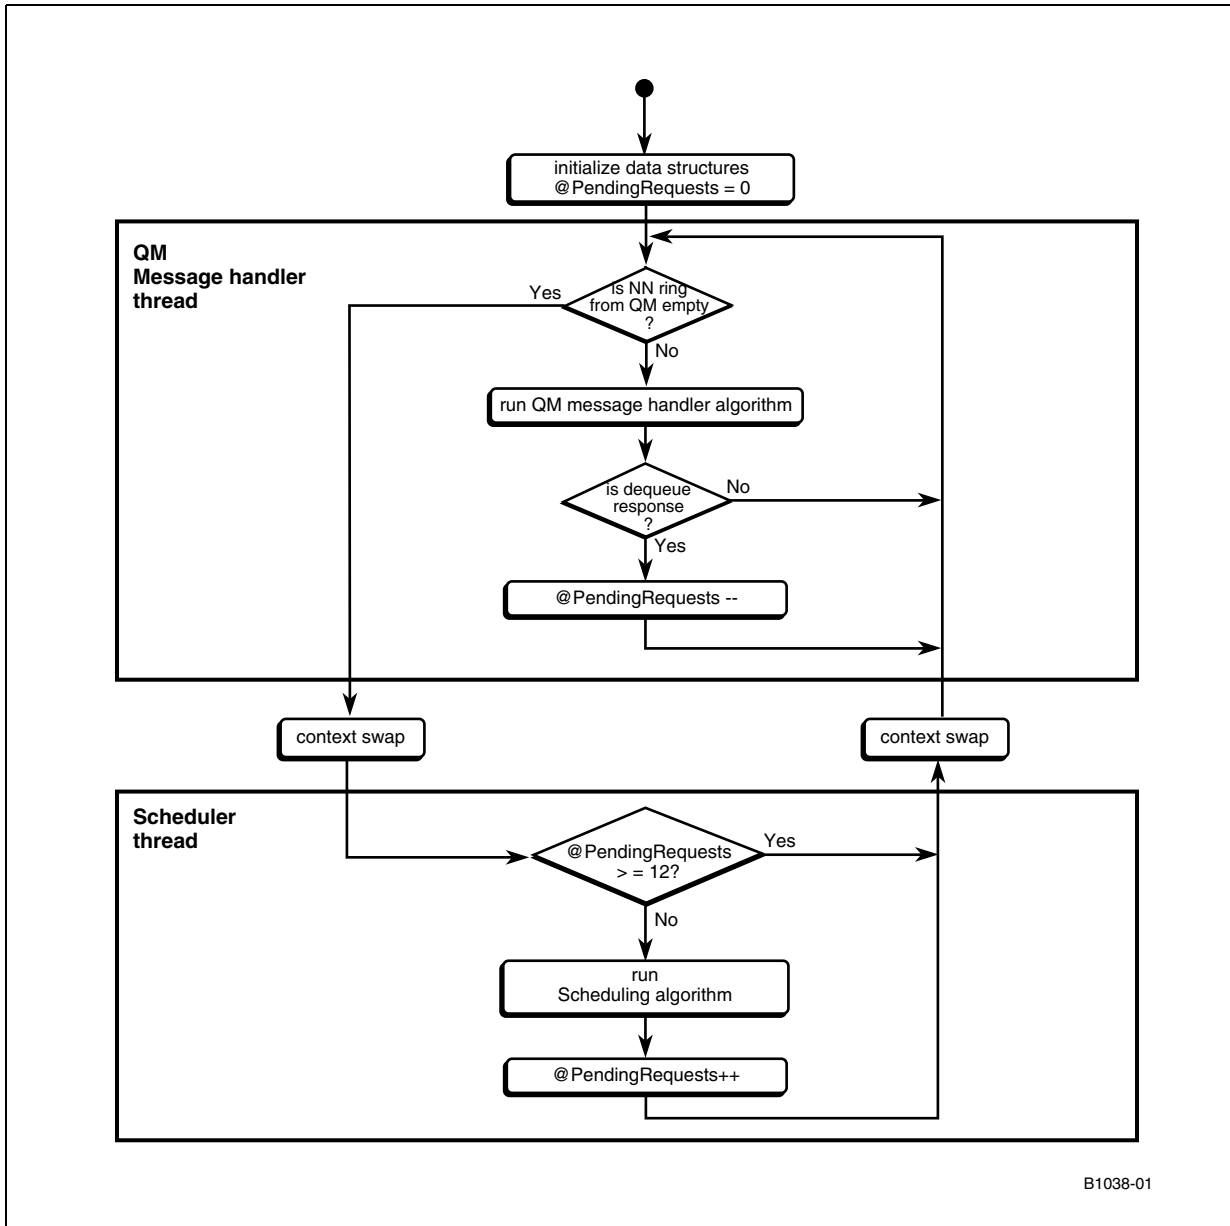 initialize data structures
@PendingRequests = 0
QM
Message handler
thread
Yes
is NN ring
from QM empty
?
No
run QM message handler algorithm
is dequeue
response
?
No
Yes
@PendingRequests --
context swap
context swap
Scheduler
thread
@PendingRequests
> = 12?
Yes
No
run
Scheduling algorithm
@PendingRequests++
B1038-01